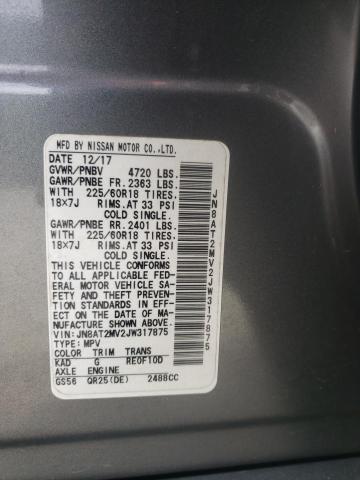 MFD BY NISSAN MOTOR CO.,LTD.
DATE 12/17
GVWR/PNBV 4720 LBS.
GAWR/PNBE FR. 2363 LBS.
WITH 225/60R18 TIRES.
18×7J RIMS.AT 33 PSI
COLD SINGLE.
GAWR/PNBE RR. 2401 LBS.
WITH 225/60R18 TIRES.
18×7J RIMS.AT 33 PSI
COLD SINGLE.
THIS VEHICLE CONFORMS
TO ALL APPLICABLE FED-
ERAL MOTOR VEHICLE SA-
FETY AND THEFT PREVEN-
TION STANDARDS IN EFF-
ECT ON THE DATE OF MA-
NUFACTURE SHOWN ABOVE.
VIN: JN8AT2MV2JW317875
TYPE: MPV
COLOR TRIM TRANS
KAD G RE0F10D
AXLE ENGINE
GS56 QR25(DE) 2488CC
JN8AT2MV2JW317875